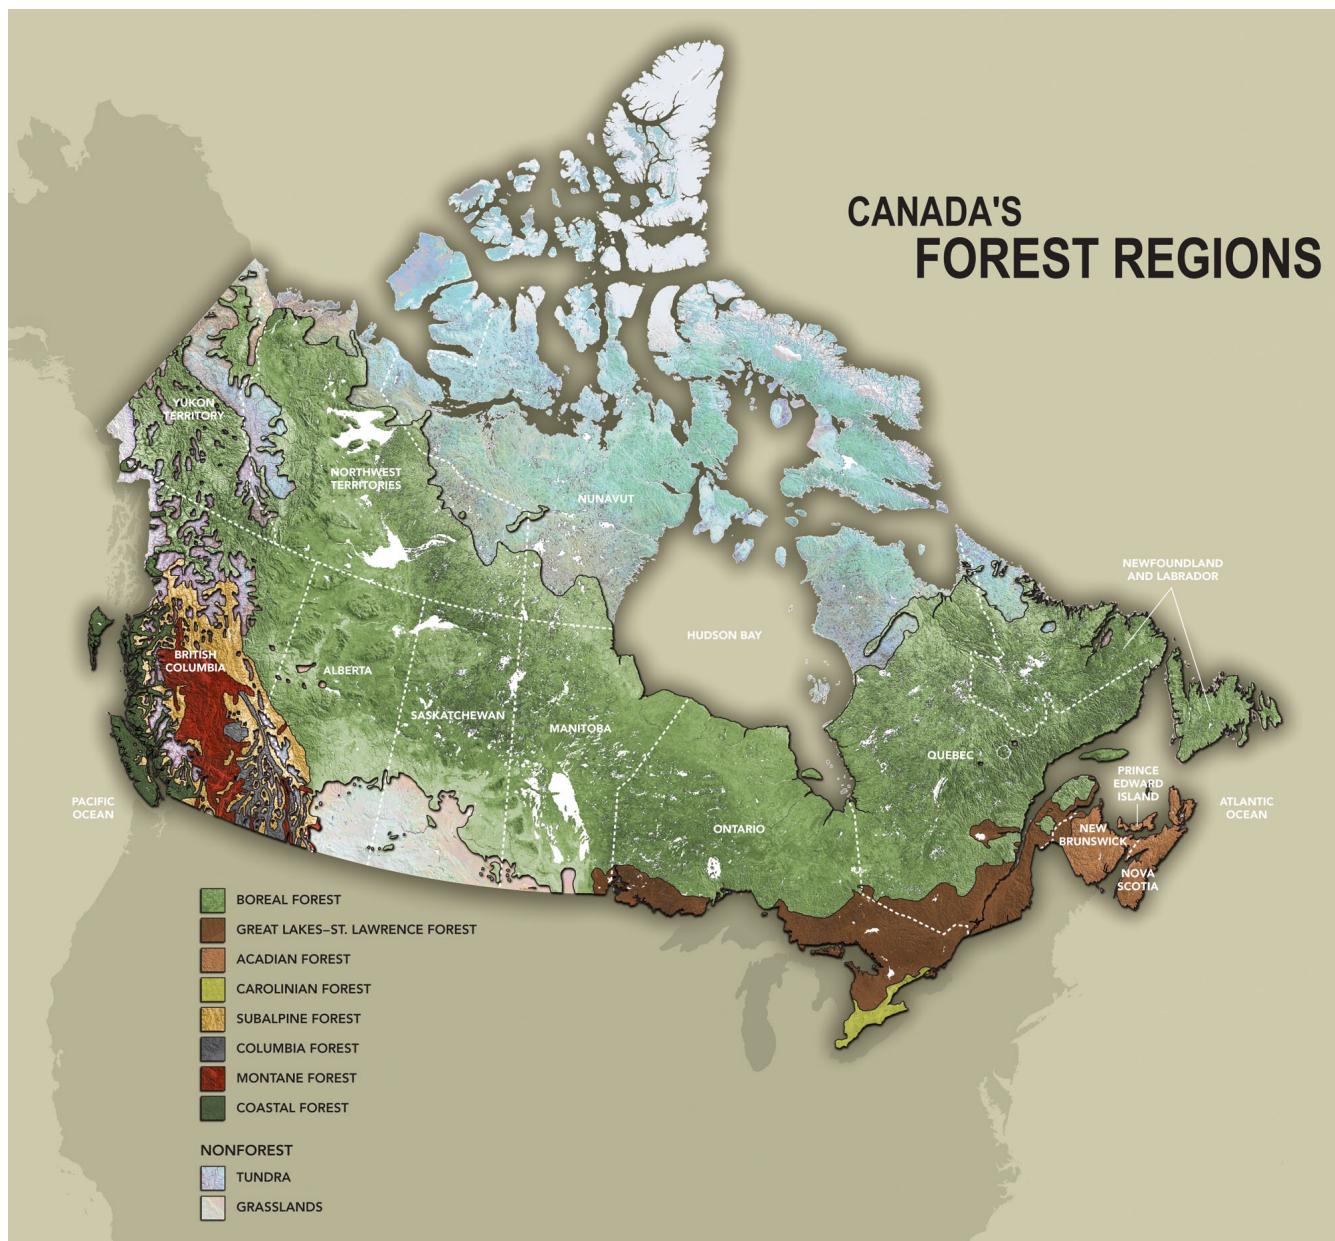 CANADA'S
FOREST REGIONS
YUKON
TERRITORY
NORTHWEST
TERRITORIES
NUNAVUT
NEWFOUNDLAND
AND LABRADOR
HUDSON BAY
BRITISH
COLUMBIA
ALBERTA
SASKATCHEWAN
MANITOBA
QUEBEC
PRINCE
EDWARD
ISLAND
PACIFIC
OCEAN
ATLANTIC
OCEAN
ONTARIO
NEW
BRUNSWICK
NOVA
SCOTIA
BOREAL FOREST
GREAT LAKES–ST. LAWRENCE FOREST
ACADIAN FOREST
CAROLINIAN FOREST
SUBALPINE FOREST
COLUMBIA FOREST
MONTANE FOREST
COASTAL FOREST
NONFOREST
TUNDRA
GRASSLANDS